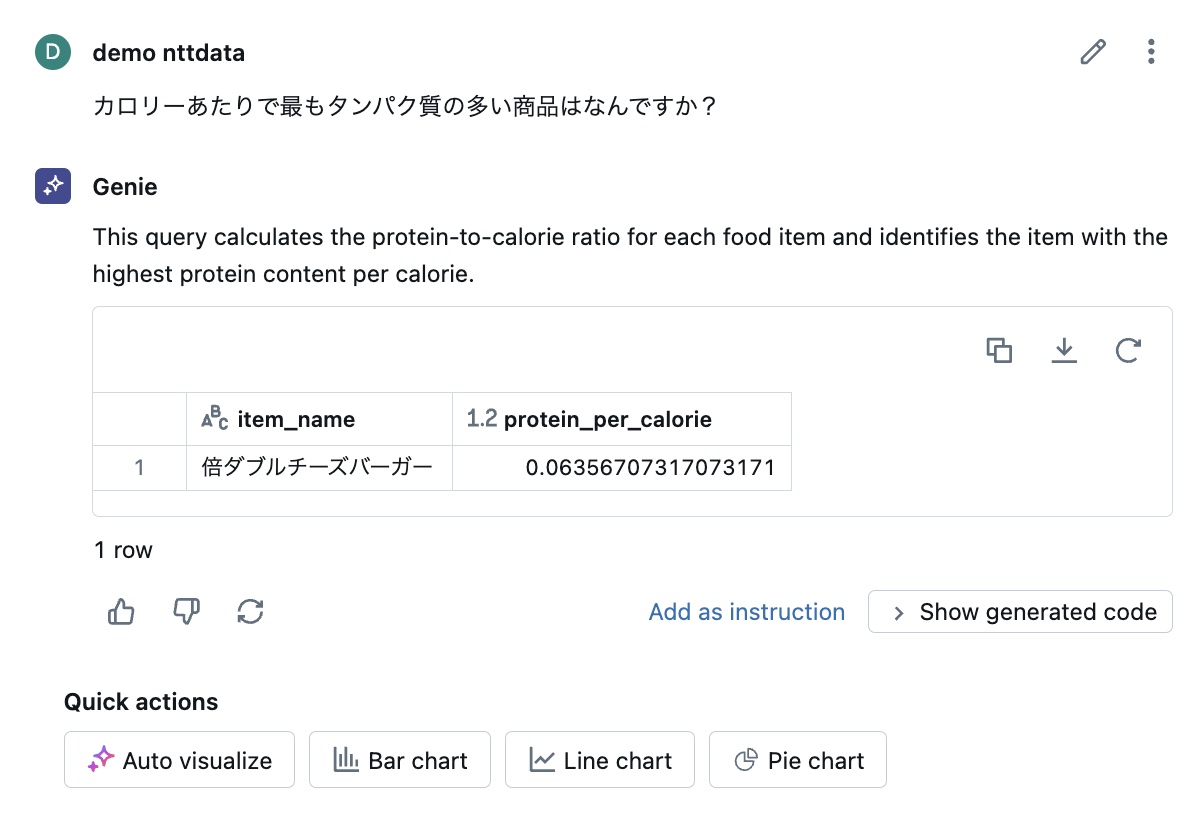 D
demo nttdata
カロリーあたりで最もタンパク質の多い商品はなんですか？
Genie
This query calculates the protein-to-calorie ratio for each food item and identifies the item with the
highest protein content per calorie.
ABC item_name 1.2 protein_per_calorie
1 倍ダブルチーズバーガー 0.06356707317073171
1 row
Add as instruction
Show generated code
Quick actions
Auto visualize Bar chart Line chart Pie chart